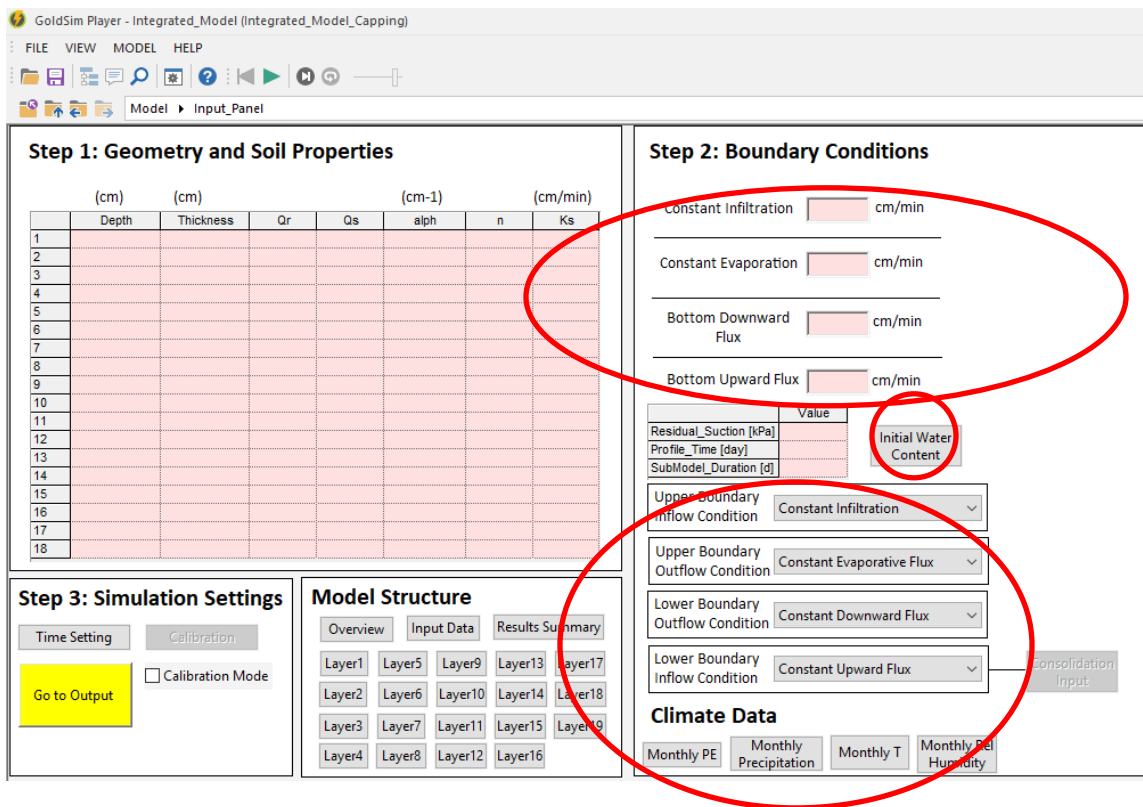 GoldSim Player - Integrated_Model (Integrated_Model_Capping)
FILE VIEW MODEL HELP
Model Input_Panel
Step 1: Geometry and Soil Properties
(cm) (cm) (cm-1) (cm/min)
Depth Thickness Qr Qs alph n Ks
1
2
3
4
5
6
7
8
9
10
11
12
13
14
15
16
17
18
Step 2: Boundary Conditions
Constant Infiltration cm/min
Constant Evaporation cm/min
Bottom Downward
Flux
cm/min
Bottom Upward Flux cm/min
Value
Residual_Suction [kPa]
Profile_Time [day]
SubModel_Duration [d]
Initial Water
Content
Upper Boundary
Inflow Condition
Constant Infiltration
Upper Boundary
Outflow Condition
Constant Evaporative Flux
Lower Boundary
Outflow Condition
Constant Downward Flux
Lower Boundary
Inflow Condition
Constant Upward Flux
Consolidation
Input
Climate Data
Monthly PE
Monthly
Precipitation
Monthly T
Monthly Rel
Humidity
Step 3: Simulation Settings
Time Setting Calibration
Go to Output
Calibration Mode
Model Structure
Overview Input Data Results Summary
Layer1 Layer5 Layer9 Layer13 Layer17
Layer2 Layer6 Layer10 Layer14 Layer18
Layer3 Layer7 Layer11 Layer15 Layer19
Layer4 Layer8 Layer12 Layer16